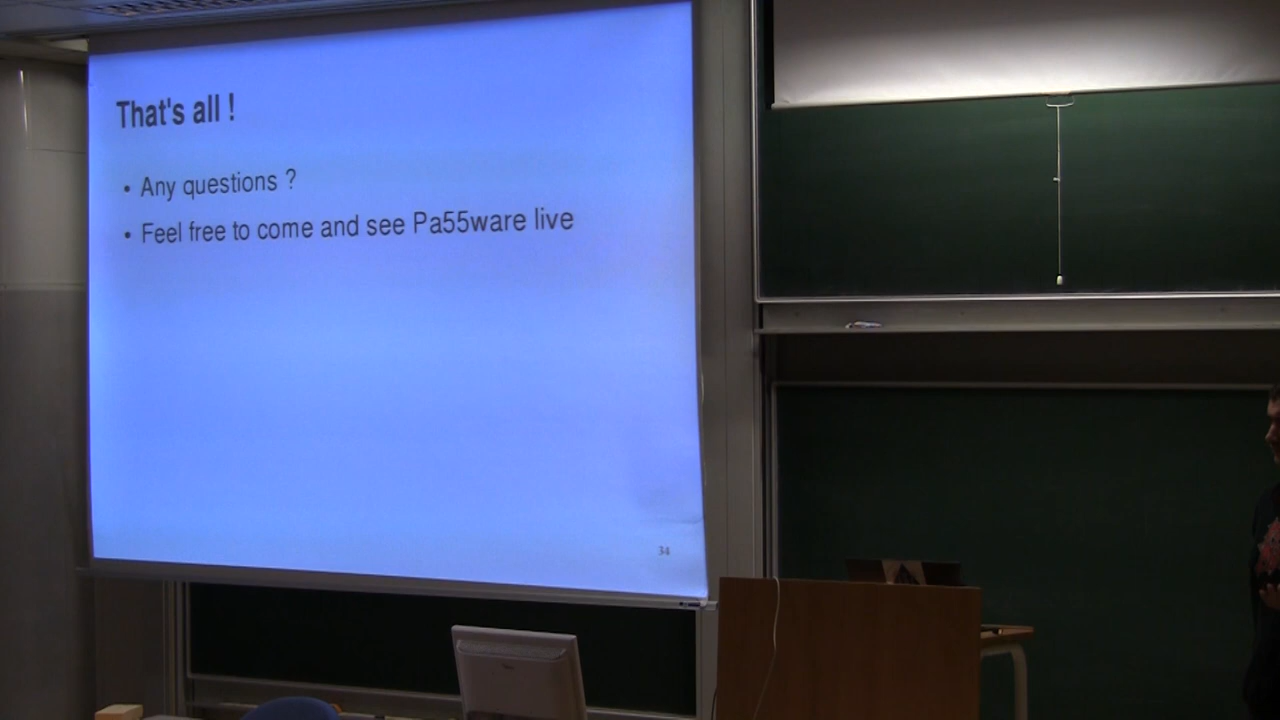 That's all !
• Any questions ?
• Feel free to come and see Pa55ware live
34